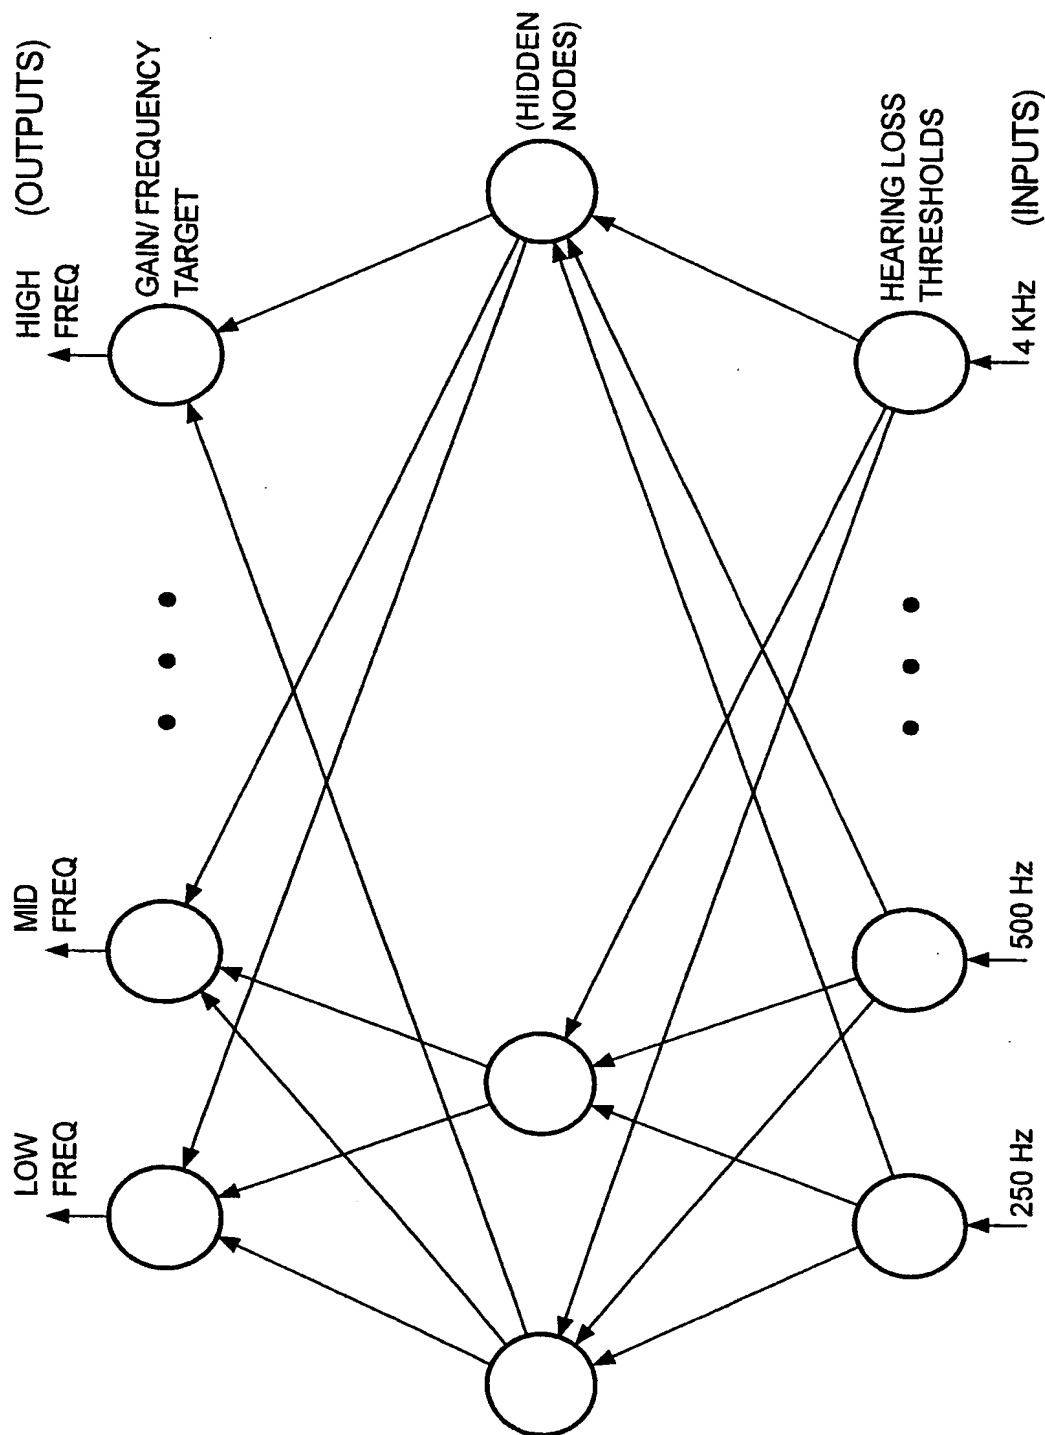 LOW
FREQ
MID
FREQ
HIGH
FREQ
(OUTPUTS)
GAIN/ FREQUENCY
TARGET
(HIDDEN
NODES)
HEARING LOSS
THRESHOLDS
250 Hz
500 Hz
4 KHz
(INPUTS)